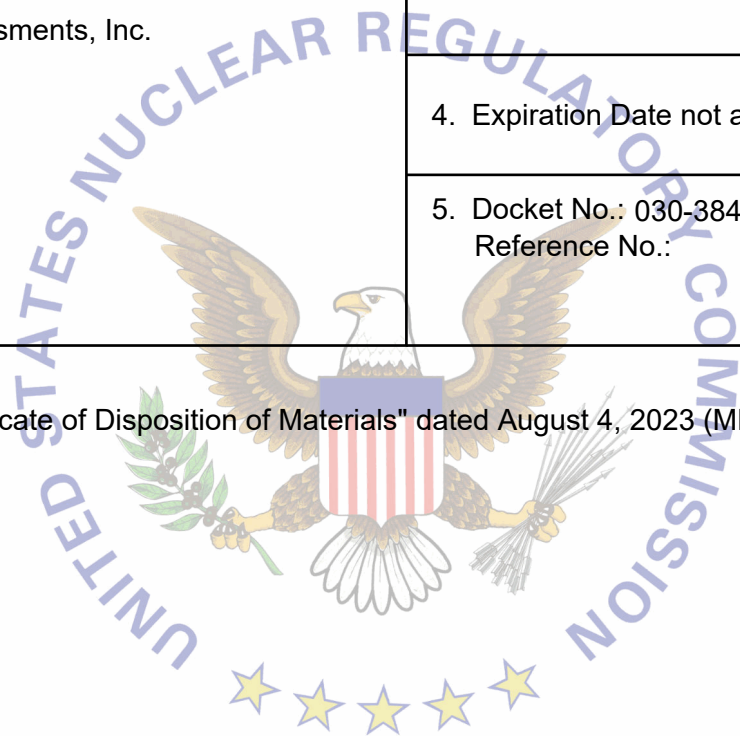 sments, Inc.
4. Expiration Date not a
5. Docket No.: 030-384
Reference No.:
cate of Disposition of Materials" dated August 4, 2023 (M
UNITED STATES NUCLEAR REGULATORY COMMISSION